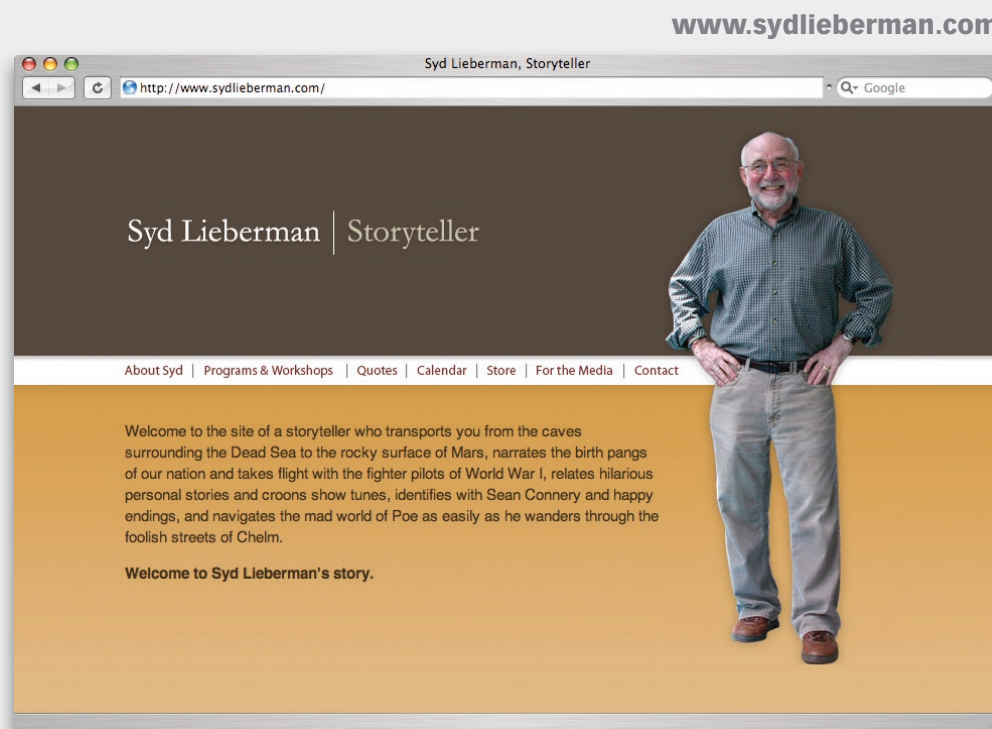 www.sydlieberman.com
Syd Lieberman, Storyteller
http://www.sydlieberman.com/
Google
Syd Lieberman | Storyteller
About Syd | Programs & Workshops | Quotes | Calendar | Store | For the Media | Contact
Welcome to the site of a storyteller who transports you from the caves
surrounding the Dead Sea to the rocky surface of Mars, narrates the birth pangs
of our nation and takes flight with the fighter pilots of World War I, relates hilarious
personal stories and croons show tunes, identifies with Sean Connery and happy
endings, and navigates the mad world of Poe as easily as he wanders through the
foolish streets of Chelm.
Welcome to Syd Lieberman's story.